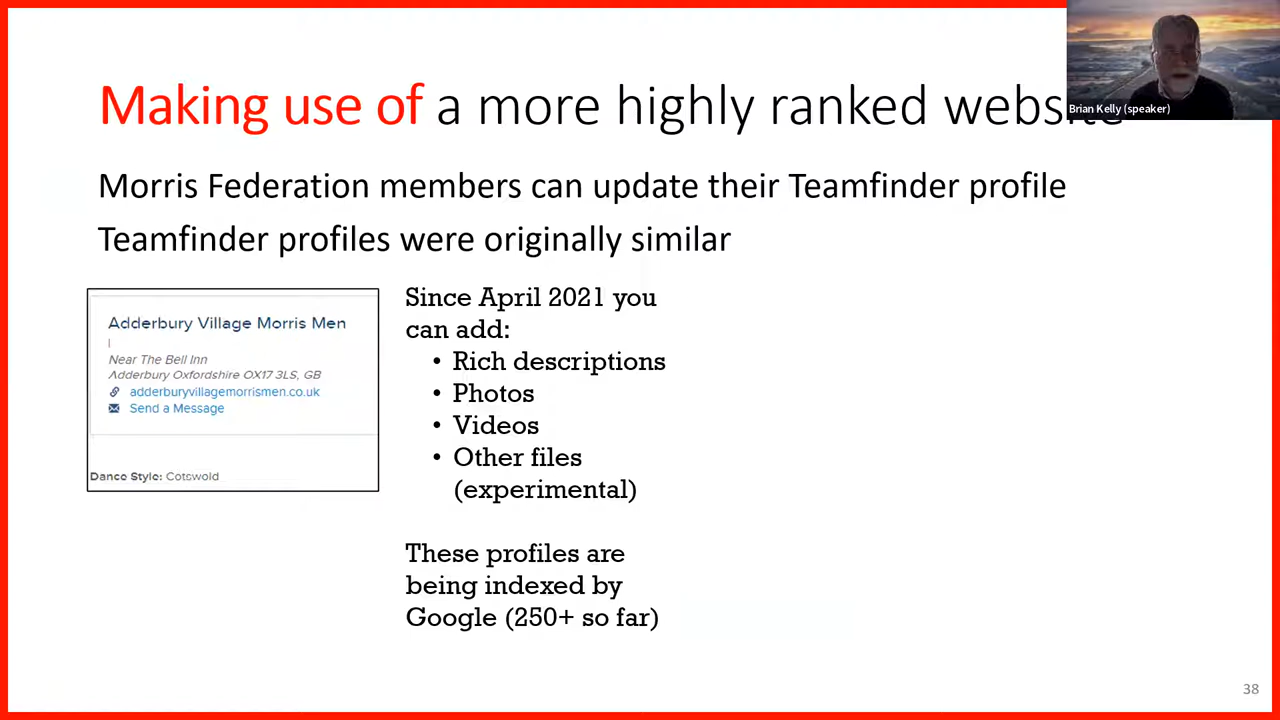 Making use of a more highly ranked website
Brian Kelly (speaker)
Morris Federation members can update their Teamfinder profile
Teamfinder profiles were originally similar
Adderbury Village Morris Men
Near The Bell Inn
Adderbury Oxfordshire OX17 3LS, GB
adderburyvillagemorrismen.co.uk
Send a Message
Dance Style: Cotswold
Since April 2021 you
can add:
• Rich descriptions
• Photos
• Videos
• Other files
(experimental)
These profiles are
being indexed by
Google (250+ so far)
38